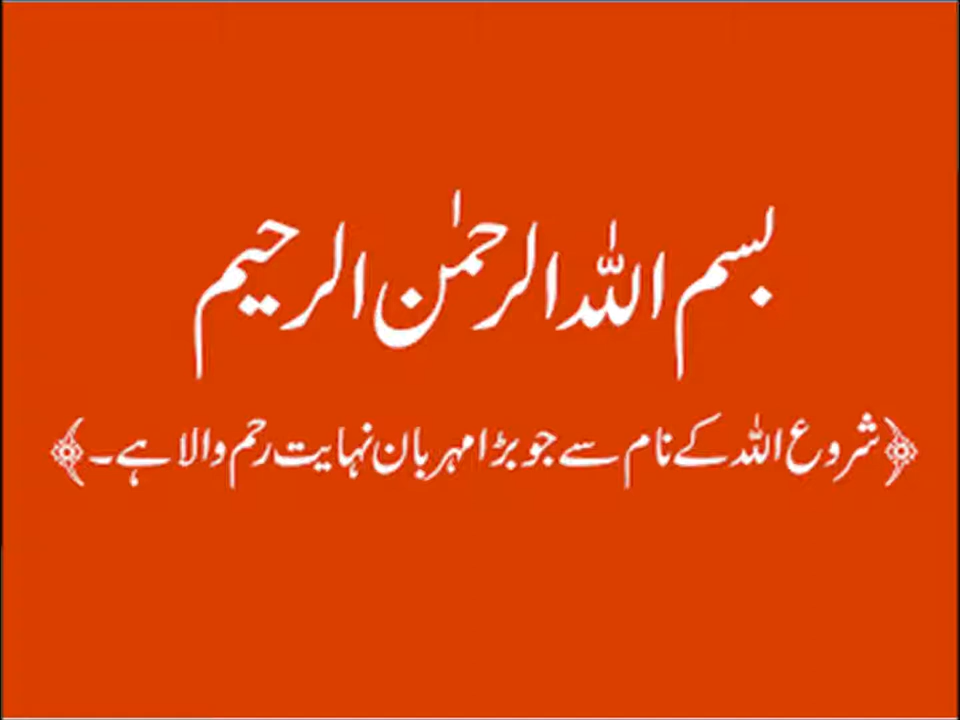 بسم اللہ الرحمٰن الرحیم
﴿شروع اللہ کے نام سے جو بڑا مہربان نہایت رحم والا ہے۔﴾